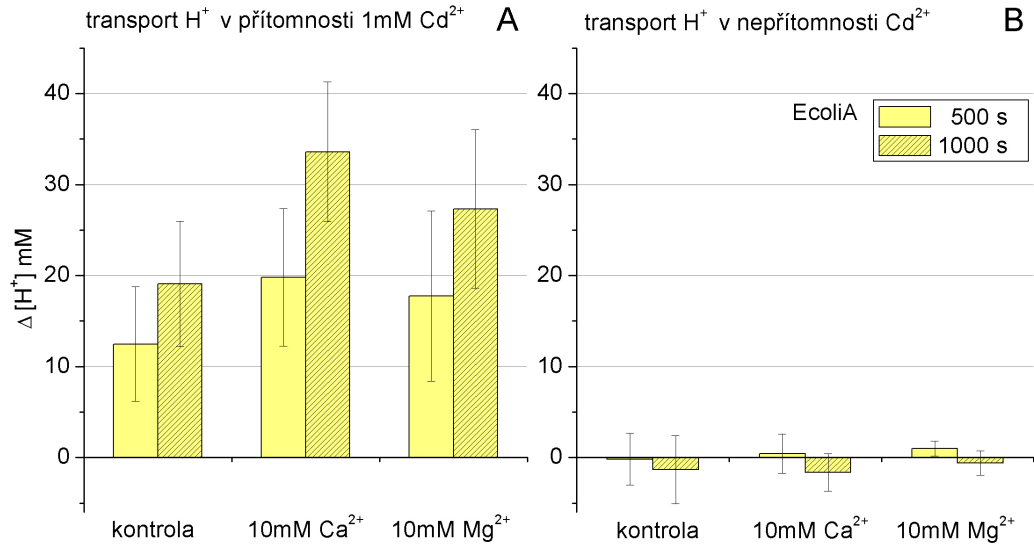 transport H⁺ v přítomnosti 1mM Cd²⁺
A
Δ [H⁺] mM
40
30
20
10
0
kontrola
10mM Ca²⁺
10mM Mg²⁺
transport H⁺ v nepřítomnosti Cd²⁺
B
EcoliA
500 s
1000 s
40
30
20
10
0
kontrola
10mM Ca²⁺
10mM Mg²⁺